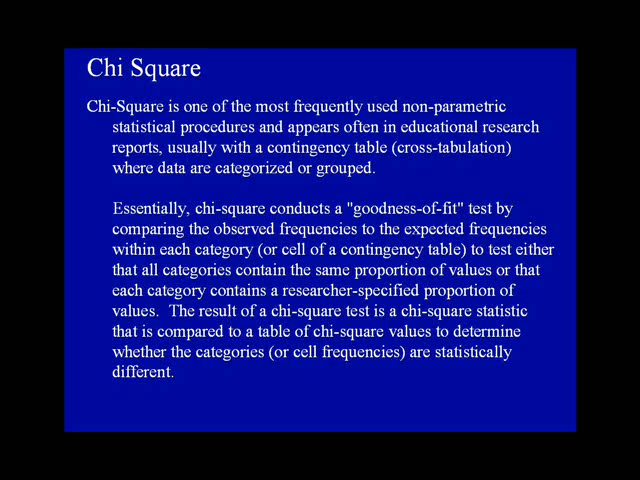 Chi Square
Chi-Square is one of the most frequently used non-parametric
statistical procedures and appears often in educational research
reports, usually with a contingency table (cross-tabulation)
where data are categorized or grouped.
Essentially, chi-square conducts a "goodness-of-fit" test by
comparing the observed frequencies to the expected frequencies
within each category (or cell of a contingency table) to test either
that all categories contain the same proportion of values or that
each category contains a researcher-specified proportion of
values.  The result of a chi-square test is a chi-square statistic
that is compared to a table of chi-square values to determine
whether the categories (or cell frequencies) are statistically
different.